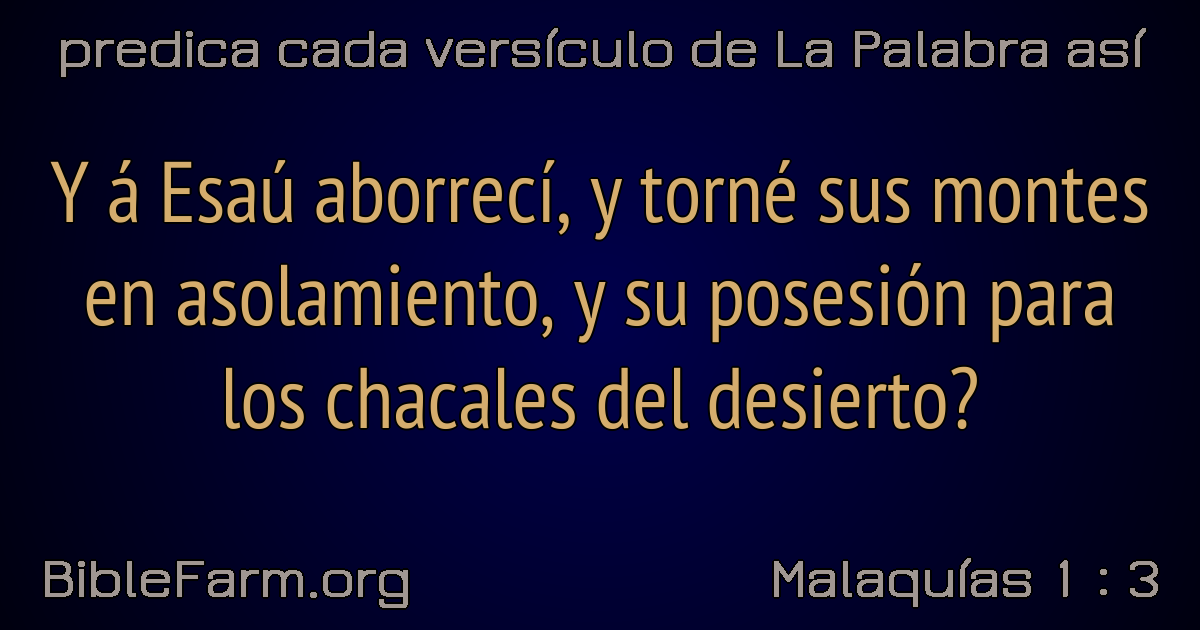 predica cada versículo de La Palabra así
Y á Esaú aborrecí, y torné sus montes
en asolamiento, y su posesión para
los chacales del desierto?
BibleFarm.org
Malaquías 1 : 3